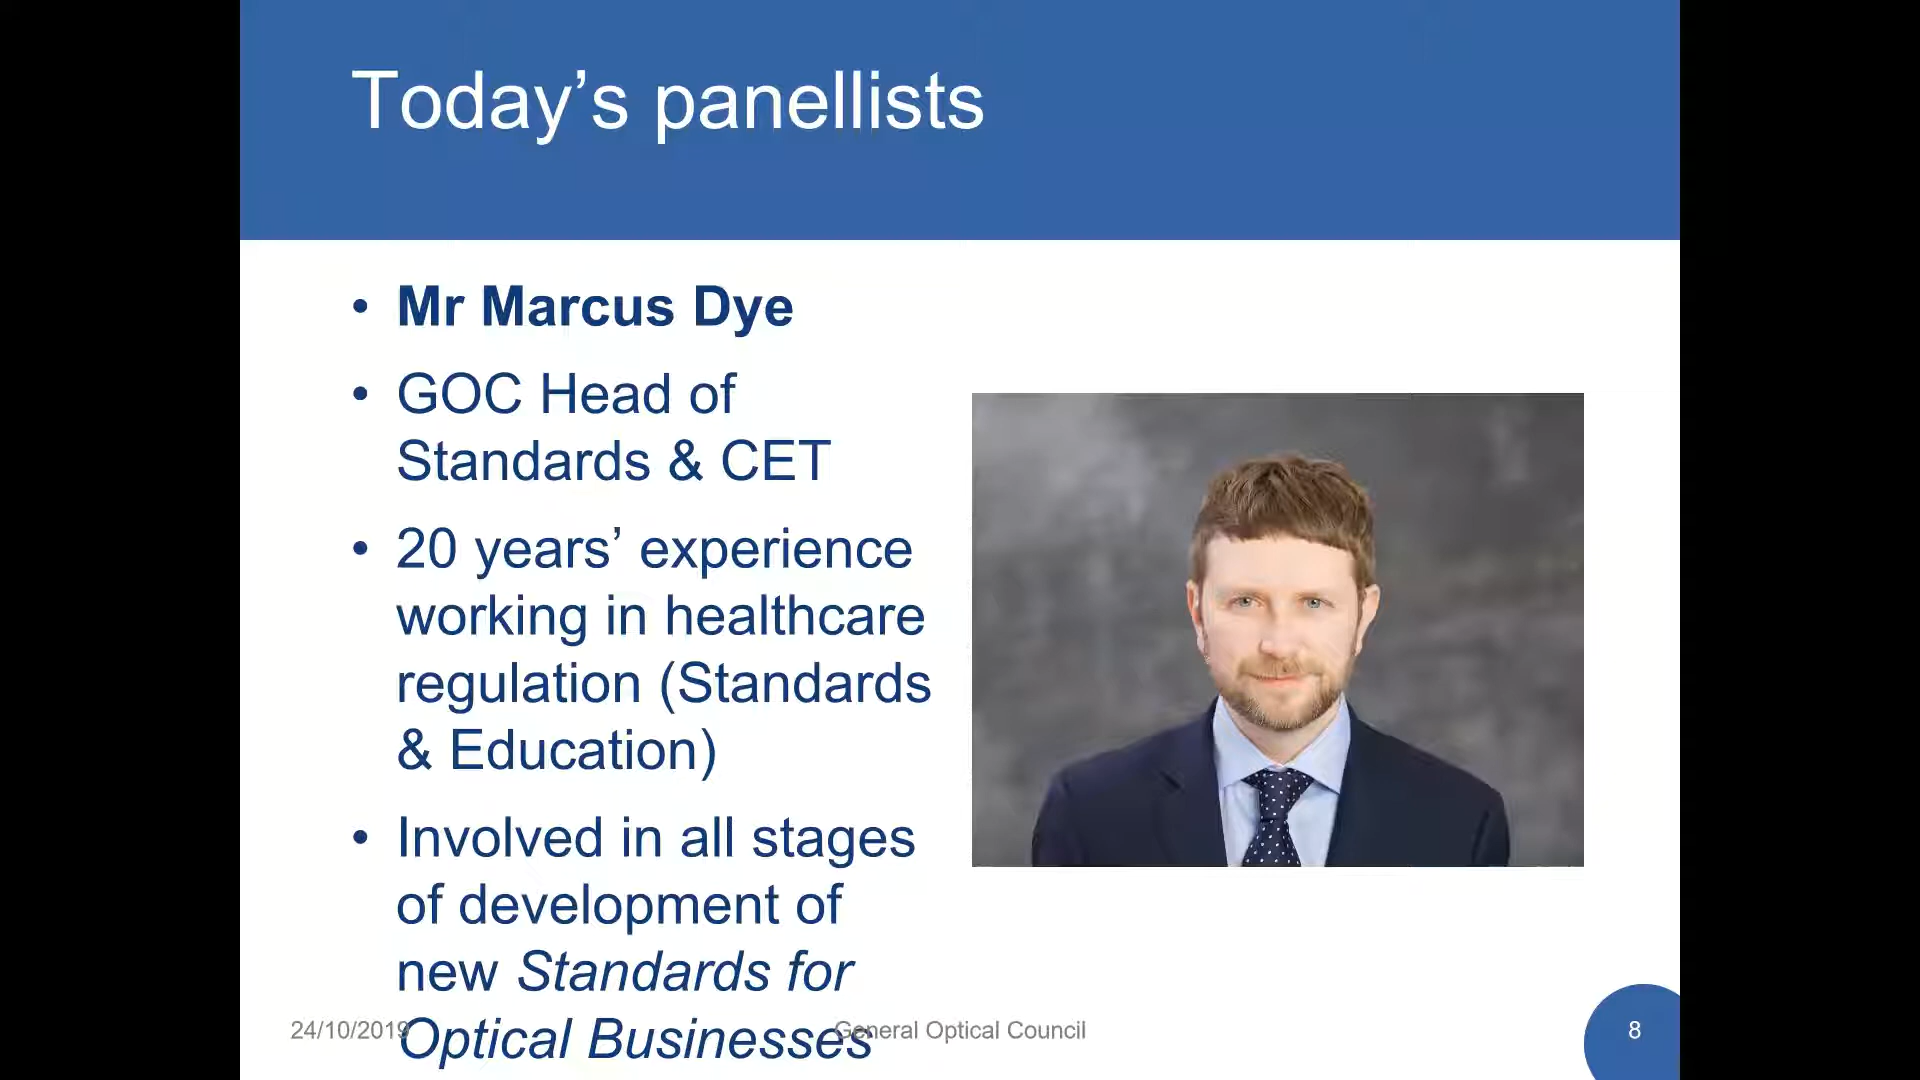 Today’s panellists
• Mr Marcus Dye
• GOC Head of
Standards & CET
• 20 years’ experience
working in healthcare
regulation (Standards
& Education)
• Involved in all stages
of development of
new Standards for
Optical Businesses
24/10/2019
General Optical Council
8